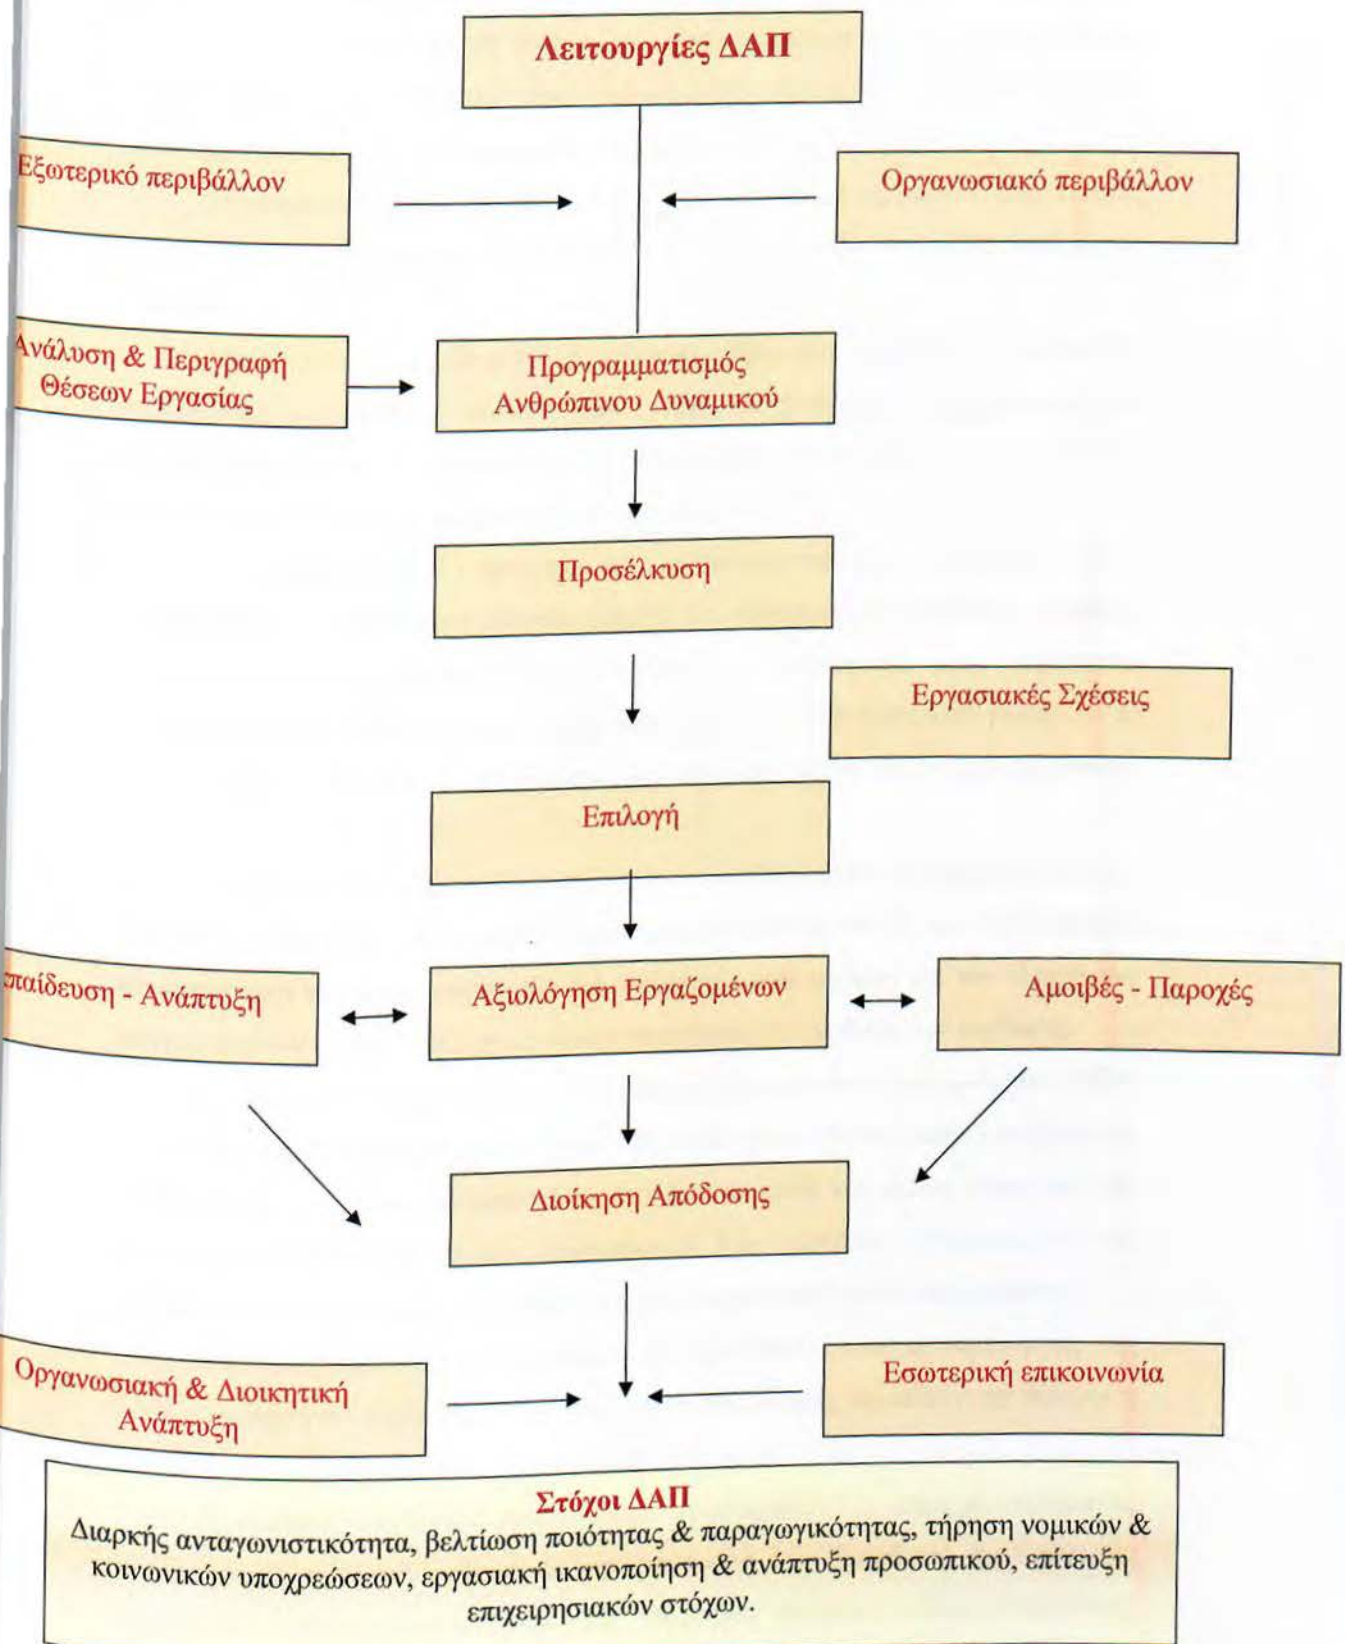 Λειτουργίες ΔΑΠ
Εξωτερικό περιβάλλον
Οργανωσιακό περιβάλλον
Ανάλυση & Περιγραφή
Θέσεων Εργασίας
Προγραμματισμός
Ανθρώπινου Δυναμικού
Προσέλκυση
Εργασιακές Σχέσεις
Επιλογή
παίδευση - Ανάπτυξη
Αξιολόγηση Εργαζομένων
Αμοιβές - Παροχές
Διοίκηση Απόδοσης
Οργανωσιακή & Διοικητική
Ανάπτυξη
Εσωτερική επικοινωνία
Στόχοι ΔΑΠ
Διαρκής ανταγωνιστικότητα, βελτίωση ποιότητας & παραγωγικότητας, τήρηση νομικών &
κοινωνικών υποχρεώσεων, εργασιακή ικανοποίηση & ανάπτυξη προσωπικού, επίτευξη
επιχειρησιακών στόχων.